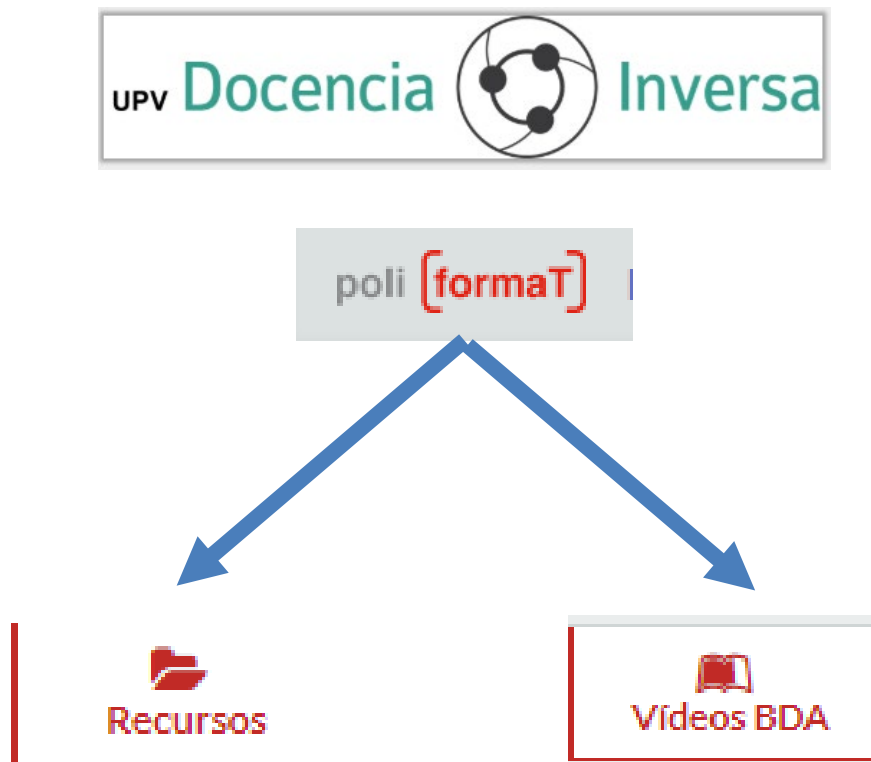 UPV Docencia Inversa
poli [formaT]
Recursos
Vídeos BDA